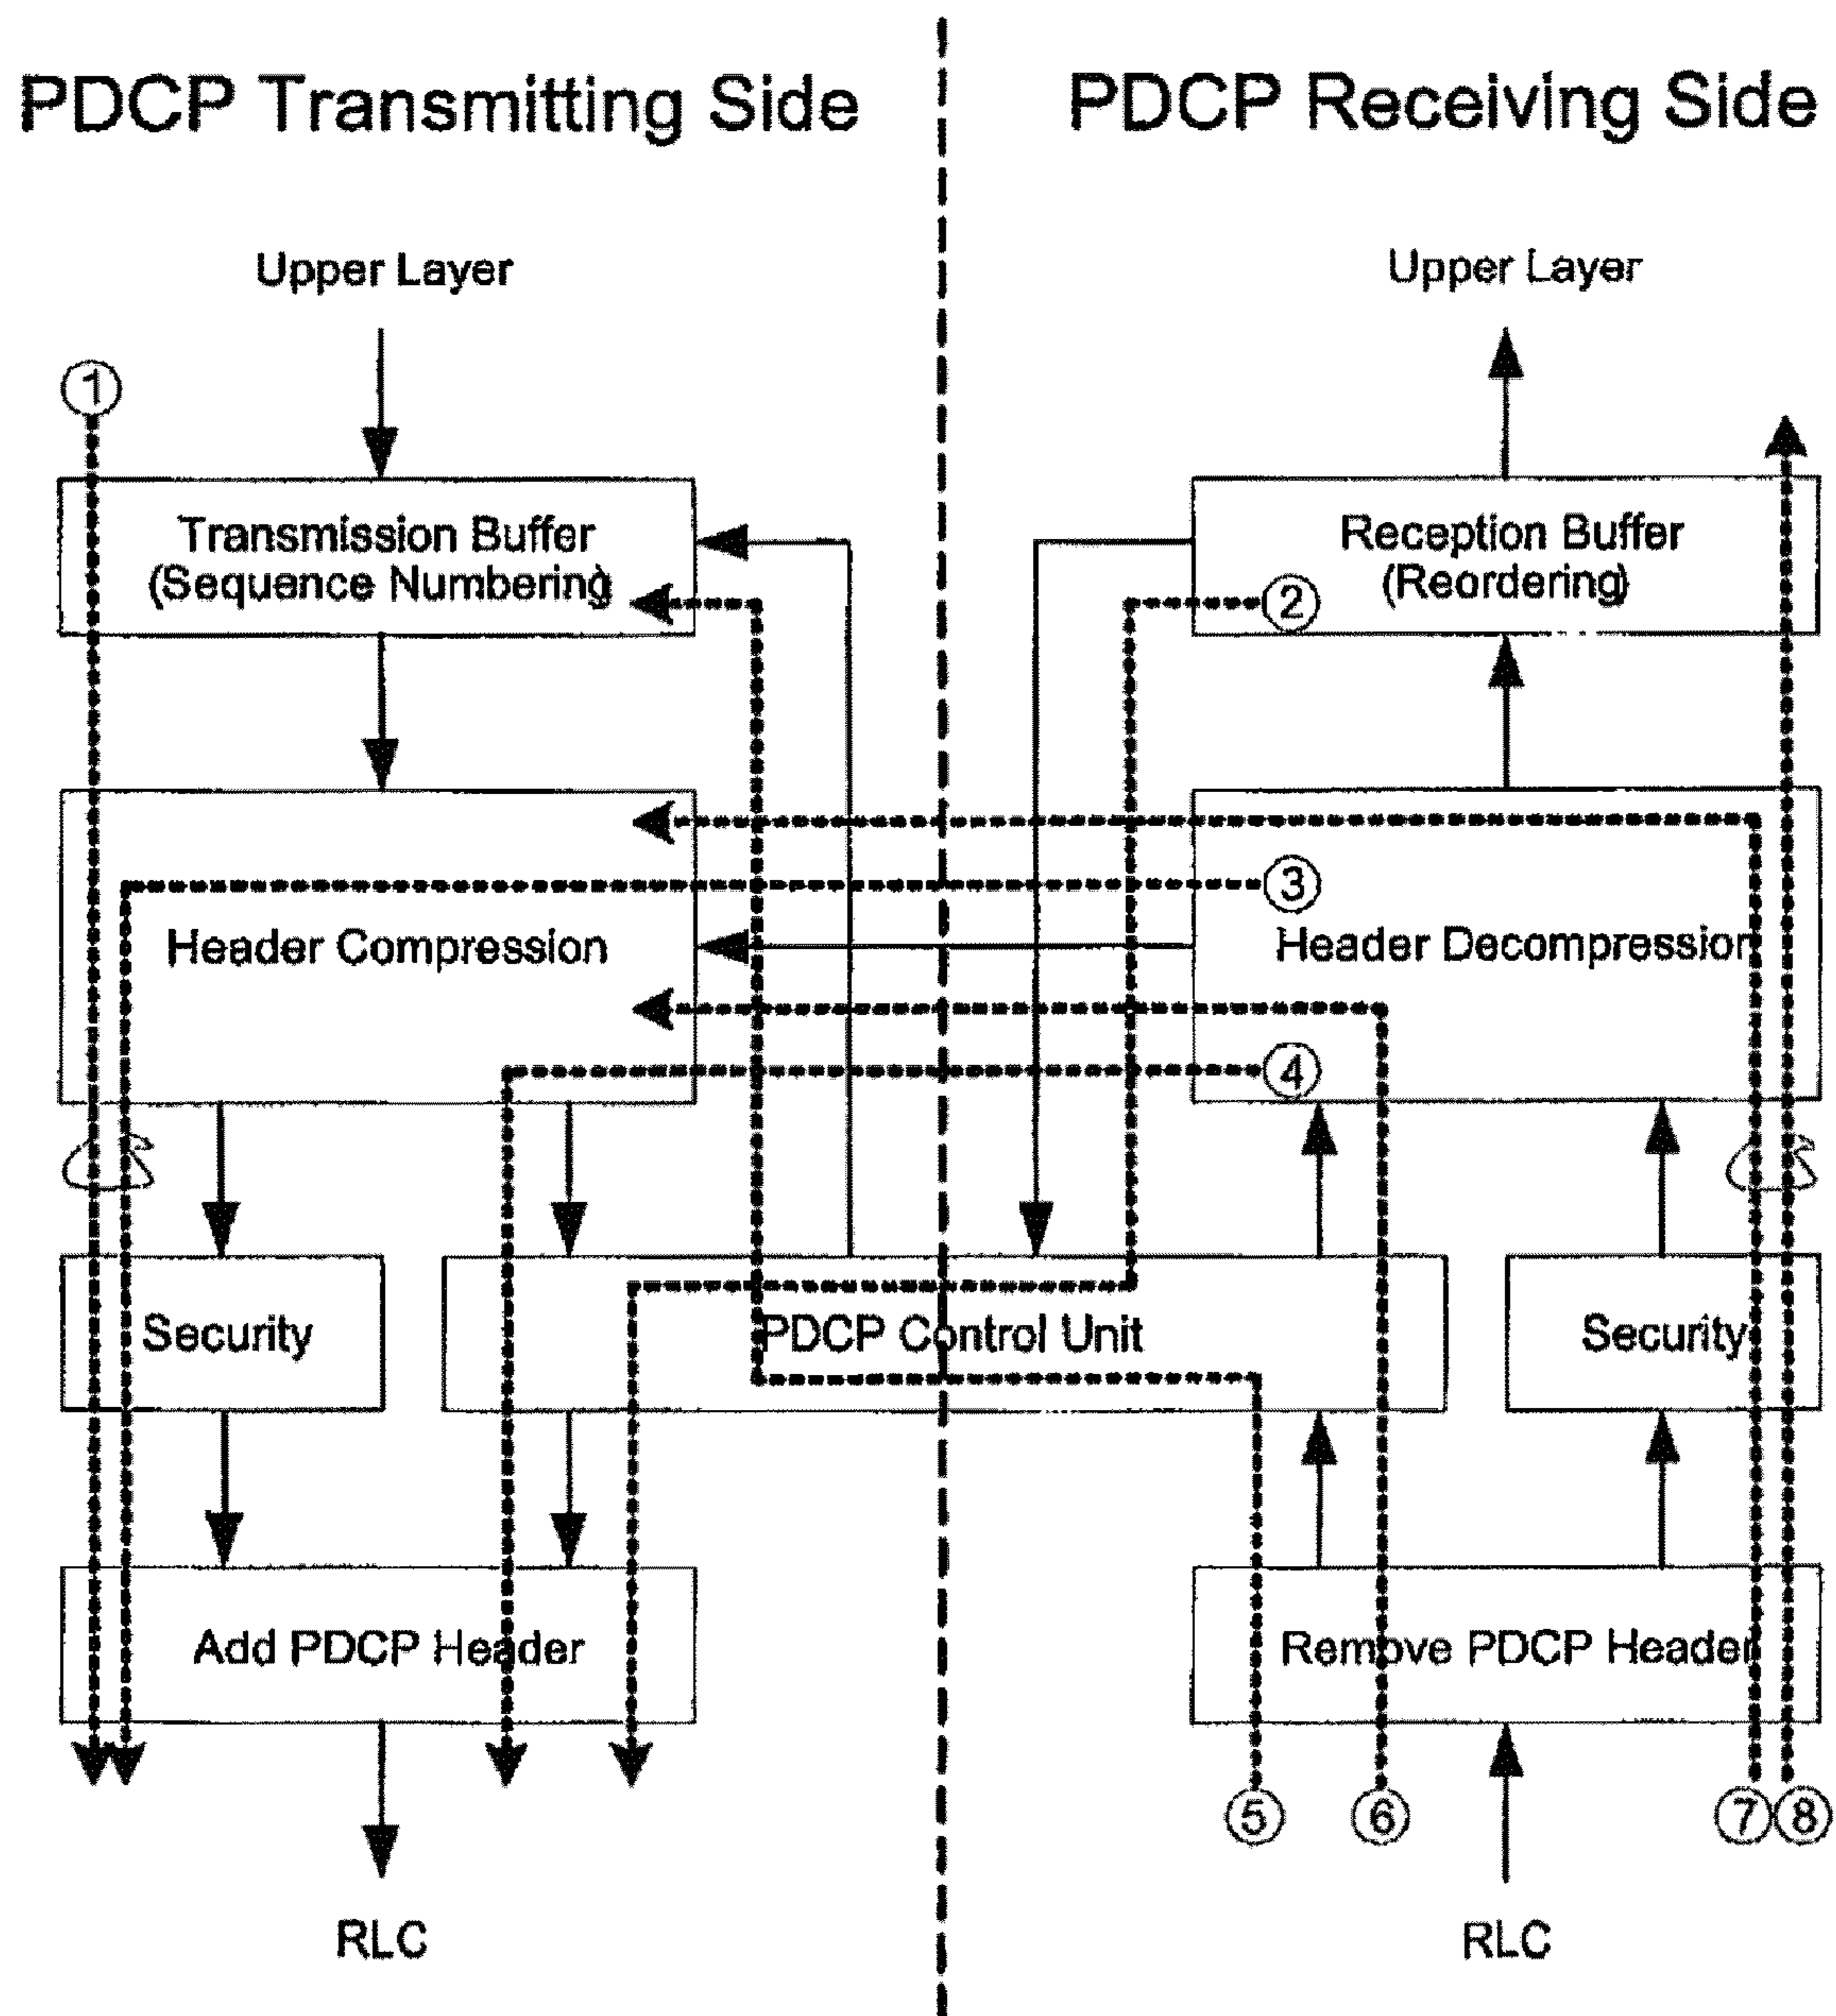 PDCP Transmitting Side
PDCP Receiving Side
Upper Layer
Upper Layer
1
Transmission Buffer
(Sequence Numbering)
Reception Buffer
(Reordering)
2
3
Header Compression
Header Decompression
4
Security
PDCP Control Unit
Security
Add PDCP Header
Remove PDCP Header
5
6
7
8
RLC
RLC